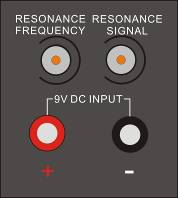 RESONANCE RESONANCE
FREQUENCY SIGNAL
9V DC INPUT
+ -